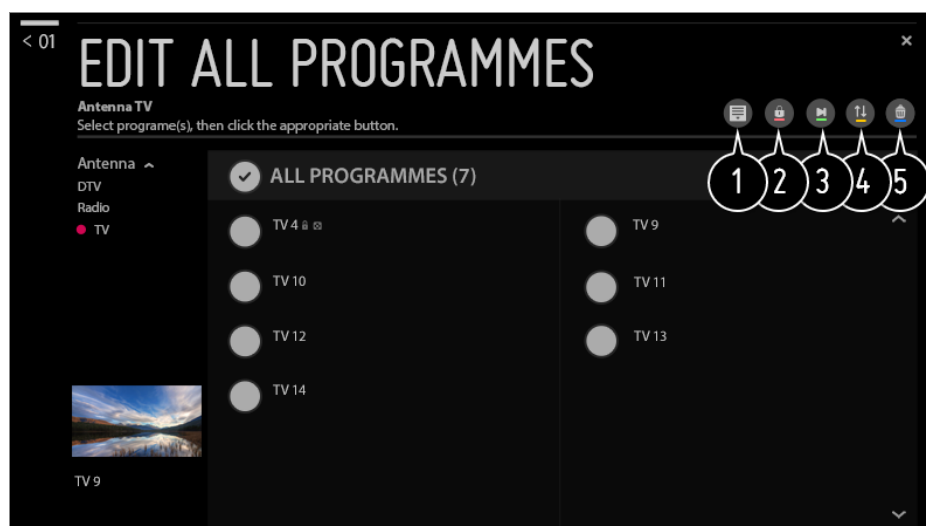 < 01
EDIT ALL PROGRAMMES
×
Antenna TV
Select programe(s), then click the appropriate button.
1 2 3 4 5
Antenna
DTV
Radio
TV
ALL PROGRAMMES (7)
TV 4
TV 9
TV 10
TV 11
TV 12
TV 13
TV 14
TV 9